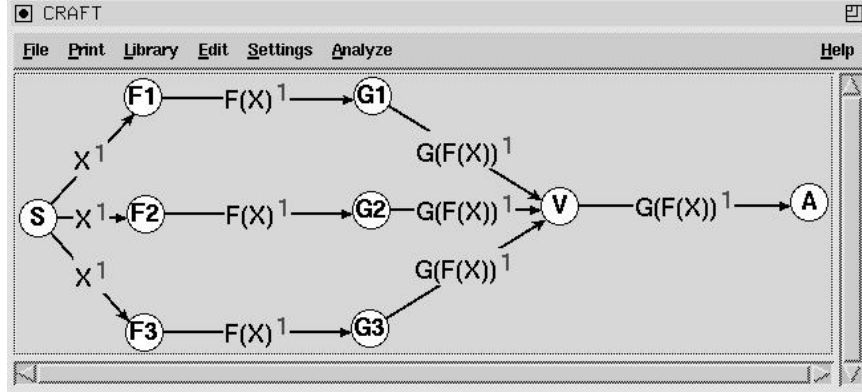 CRAFT
File Print Library Edit Settings Analyze Help
F1 F(X)1 G1
X1 G(F(X))1
S X1 F2 F(X)1 G2 G(F(X))1 V G(F(X))1 A
X1 G(F(X))1
F3 F(X)1 G3